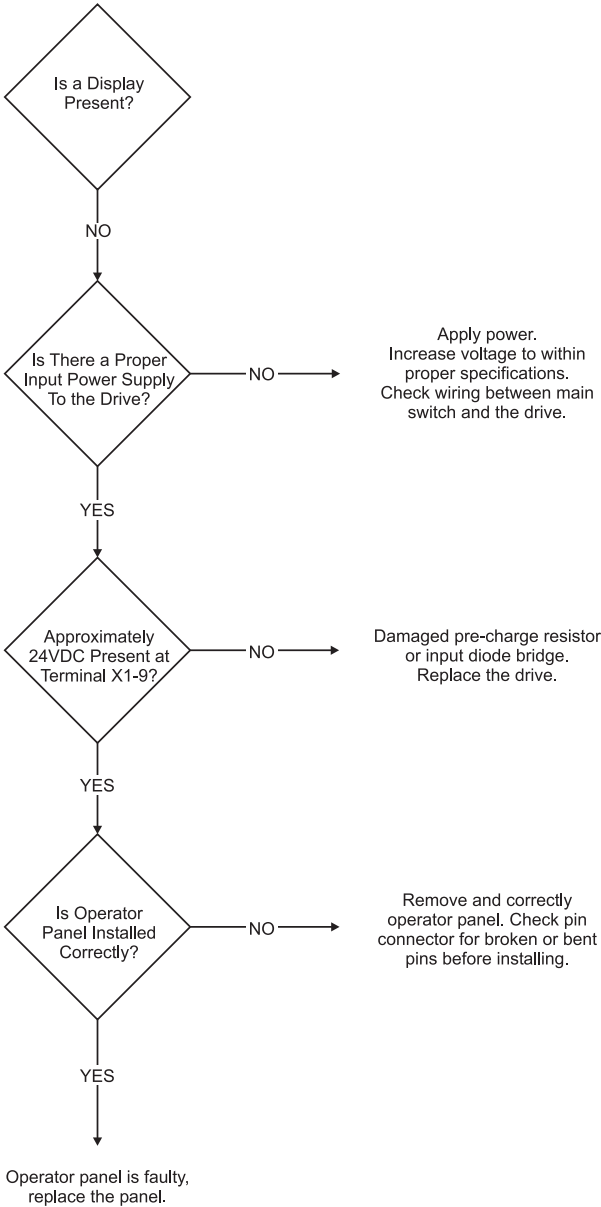 Is a Display
Present?
NO
Is There a Proper
Input Power Supply
To the Drive?
NO
Apply power.
Increase voltage to within
proper specifications.
Check wiring between main
switch and the drive.
YES
Approximately
24VDC Present at
Terminal X1-9?
NO
Damaged pre-charge resistor
or input diode bridge.
Replace the drive.
YES
Is Operator
Panel Installed
Correctly?
NO
Remove and correctly
operator panel. Check pin
connector for broken or bent
pins before installing.
YES
Operator panel is faulty,
replace the panel.